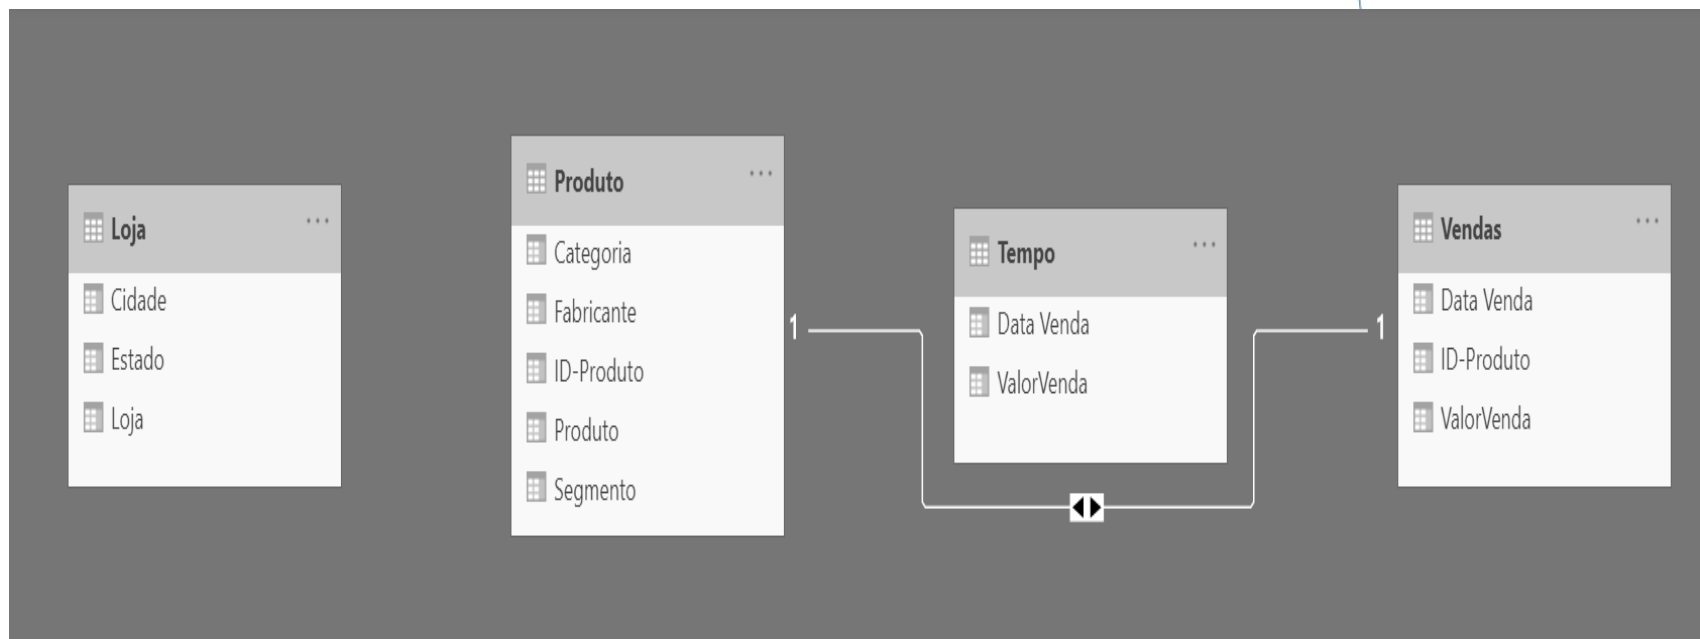 Loja
Cidade
Estado
Loja
Produto
Categoria
Fabricante
ID-Produto
Produto
Segmento
1
Tempo
Data Venda
ValorVenda
1
Vendas
Data Venda
ID-Produto
ValorVenda